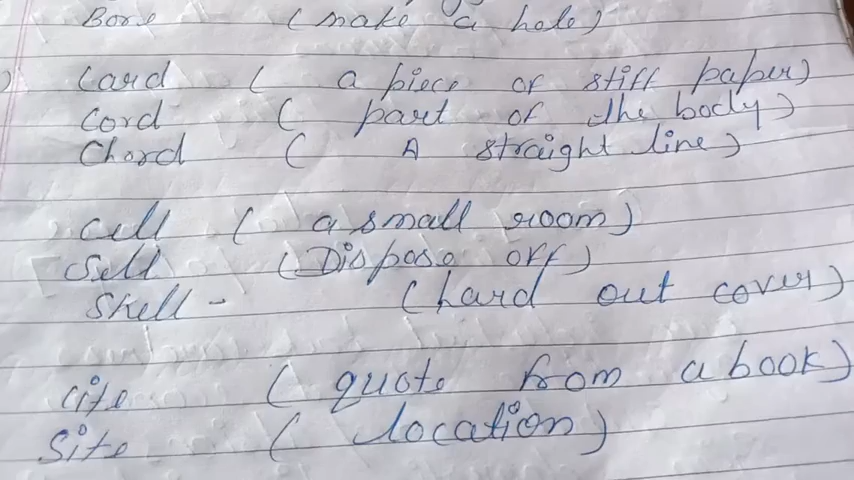 Bore (make a hole)
Card ( a piece of stiff paper)
Cord ( part of the body)
Chord ( A straight line)
Cell ( a small room)
Sell (Dispose off)
Shell - (hard out cover)
Cite ( quote from a book)
Site ( location)